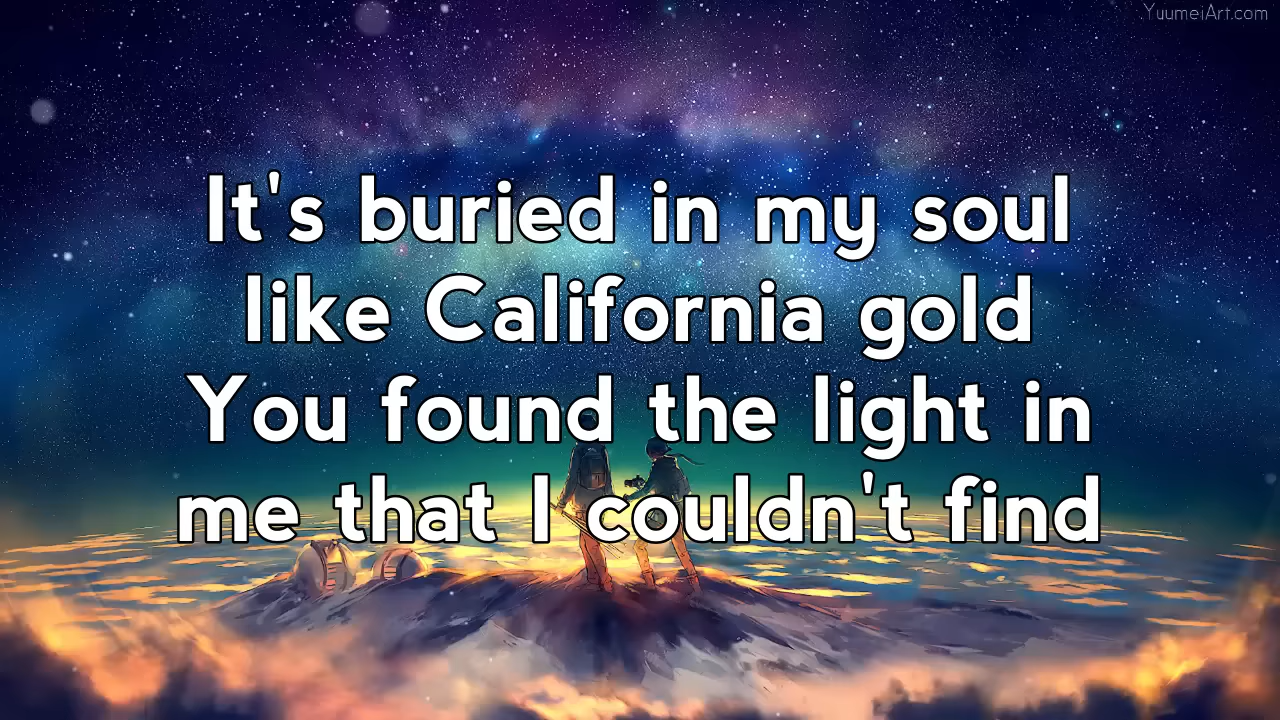 YuumeiArt.com
It's buried in my soul
like California gold
You found the light in
me that I couldn't find